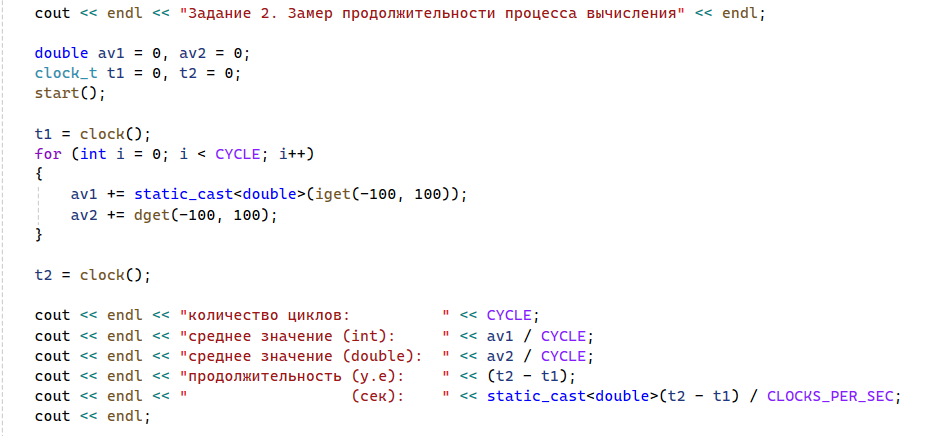 cout << endl << "Задание 2. Замер продолжительности процесса вычисления" << endl;
double av1 = 0, av2 = 0;
clock_t t1 = 0, t2 = 0;
start();
t1 = clock();
for (int i = 0; i < CYCLE; i++)
{
av1 += static_cast<double>(iget(-100, 100));
av2 += dget(-100, 100);
}
t2 = clock();
cout << endl << "количество циклов:          " << CYCLE;
cout << endl << "среднее значение (int):     " << av1 / CYCLE;
cout << endl << "среднее значение (double):  " << av2 / CYCLE;
cout << endl << "продолжительность (у.е):    " << (t2 - t1);
cout << endl << "                  (сек):    " << static_cast<double>(t2 - t1) / CLOCKS_PER_SEC;
cout << endl;